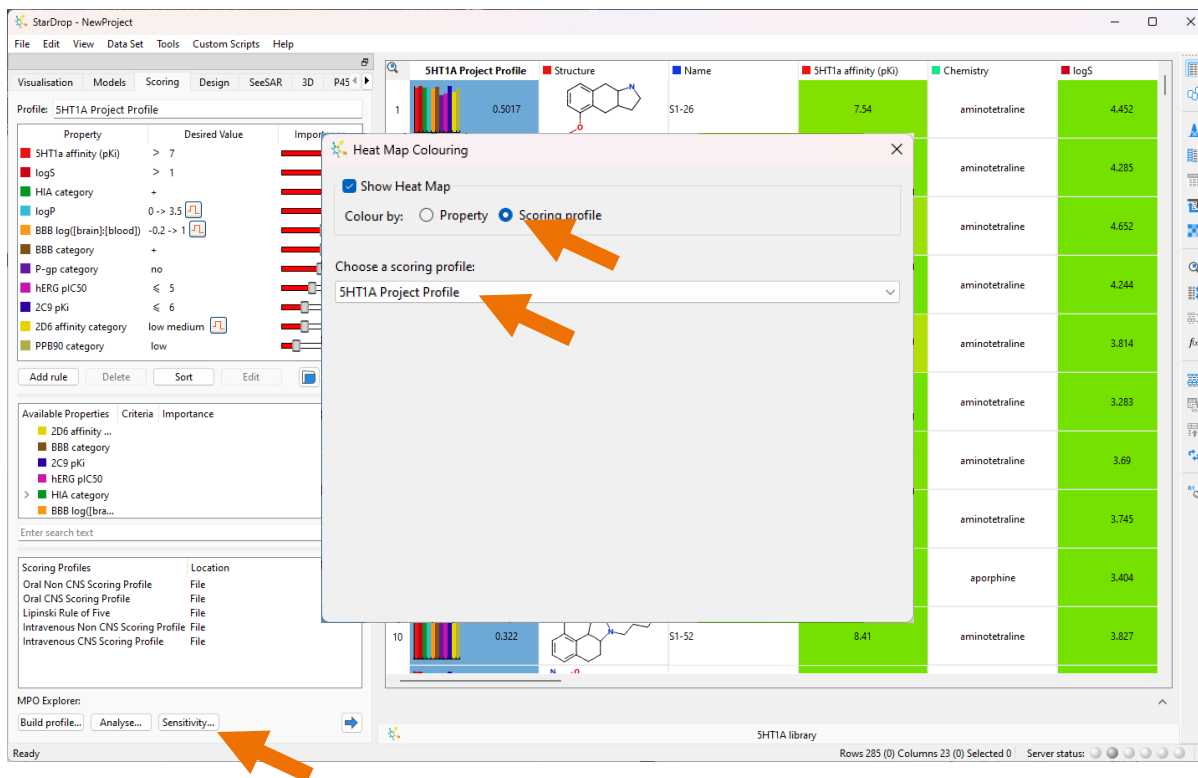 StarDrop - NewProject
File Edit View Data Set Tools Custom Scripts Help
Visualisation Models Scoring Design SeeSAR 3D P45
Profile: 5HT1A Project Profile
Property Desired Value
5HT1a affinity (pKi) > 7
logS > 1
HIA category +
logP 0 -> 3.5
BBB log([brain]:[blood]) -0.2 -> 1
BBB category +
P-gp category no
hERG pIC50 ≤ 5
2C9 pKi ≤ 6
2D6 affinity category low medium
PPB90 category low
Add rule Delete Sort Edit
Available Properties Criteria Importance
2D6 affinity ...
BBB category
2C9 pKi
hERG pIC50
HIA category
BBB log([bra...
Enter search text
Scoring Profiles Location
Oral Non CNS Scoring Profile File
Oral CNS Scoring Profile File
Lipinski Rule of Five File
Intravenous Non CNS Scoring Profile File
Intravenous CNS Scoring Profile File
MPO Explorer:
Build profile... Analyse... Sensitivity...
Ready
5HT1A Project Profile Structure Name 5HT1a affinity (pKi) Chemistry logS
1 0.5017 N O S1-26 7.54 aminotetraline 4.452
aminotetraline 4.285
aminotetraline 4.652
aminotetraline 4.244
aminotetraline 3.814
aminotetraline 3.283
aminotetraline 3.69
aminotetraline 3.745
aporphine 3.404
10 0.322 N S1-52 8.41 aminotetraline 3.827
N O
Heat Map Colouring
Show Heat Map
Colour by: Property Scoring profile
Choose a scoring profile:
5HT1A Project Profile
5HT1A library
Rows 285 (0) Columns 23 (0) Selected 0 Server status: